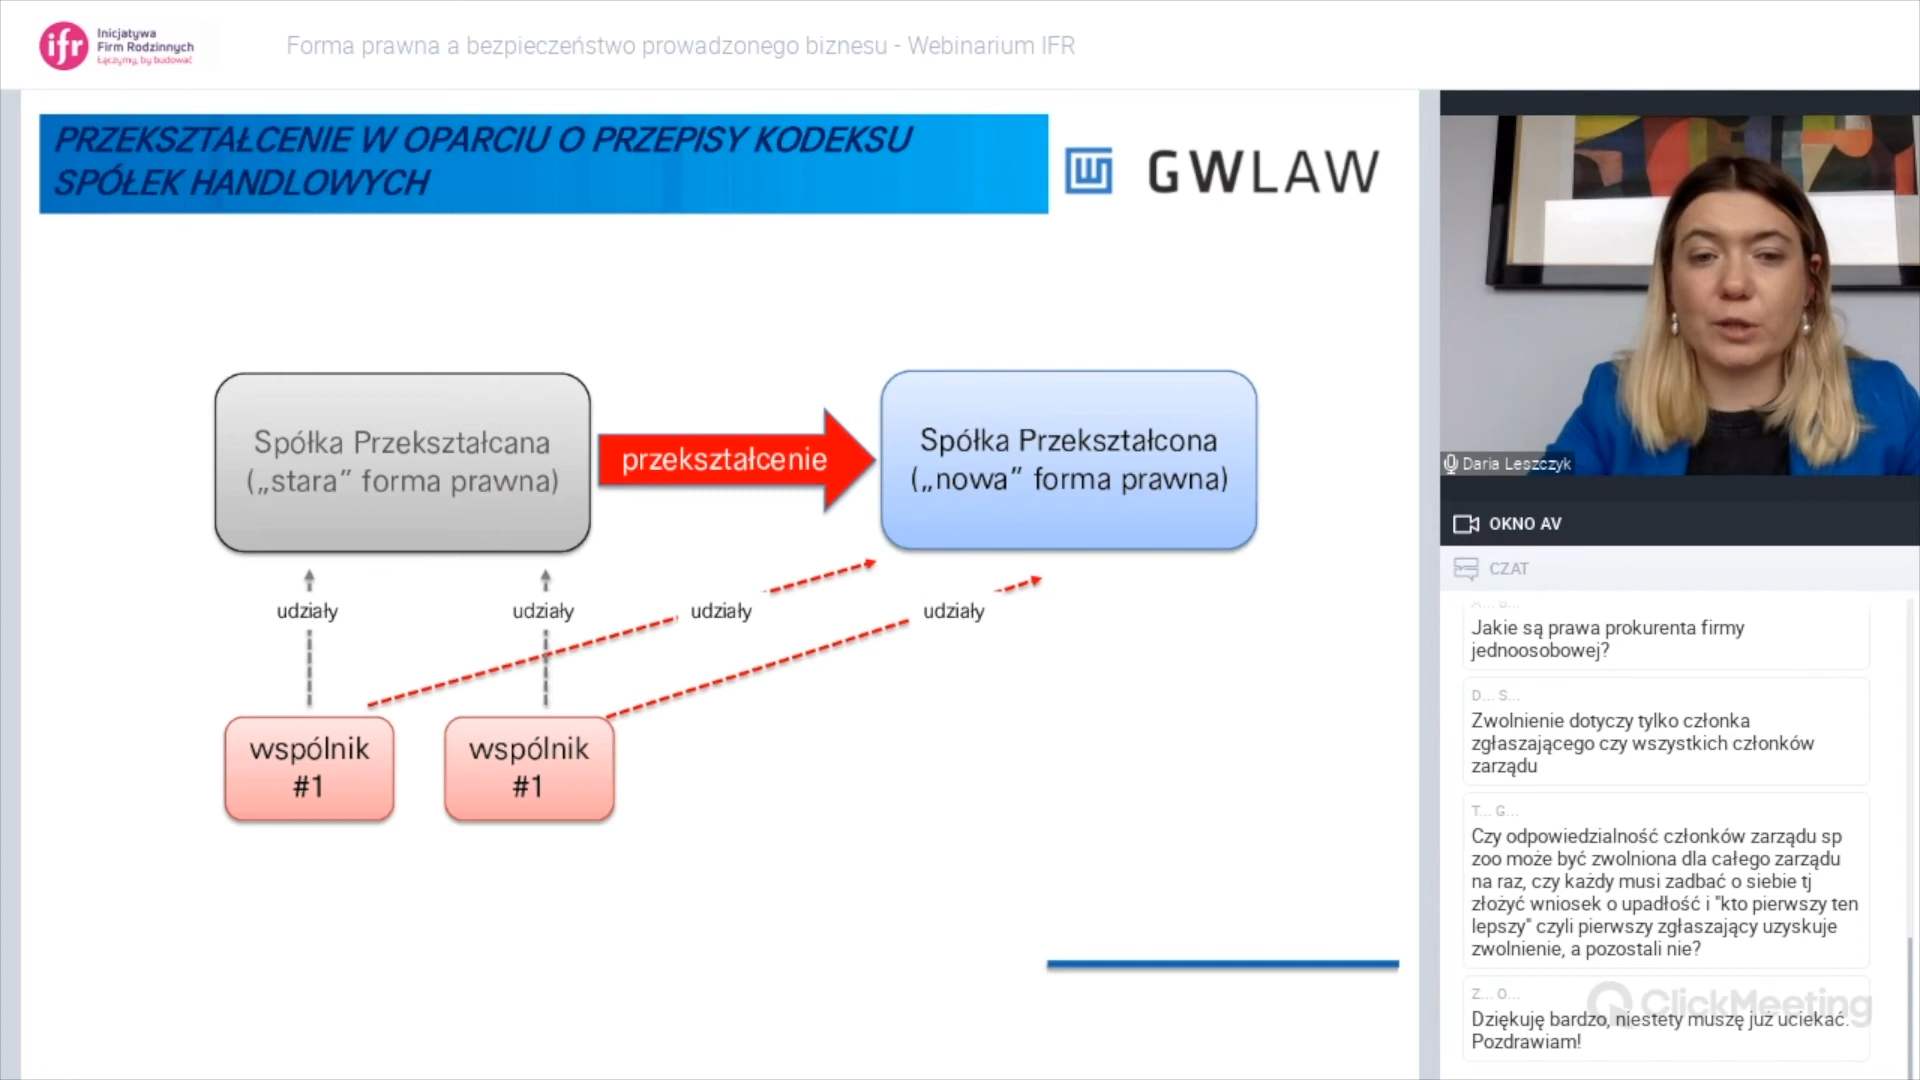 ifr
Inicjatywa
Firm Rodzinnych
Łączymy, by budować
Forma prawna a bezpieczeństwo prowadzonego biznesu - Webinarium IFR
PRZEKSZTAŁCENIE W OPARCIU O PRZEPISY KODEKSU
SPÓŁEK HANDLOWYCH
GWLAW
Spółka Przekształcana
(„stara” forma prawna)
przekształcenie
Spółka Przekształcona
(„nowa” forma prawna)
udziały
udziały
udziały
udziały
wspólnik
#1
wspólnik
#1
Daria Leszczyk
OKNO AV
CZAT
Jakie są prawa prokurenta firmy
jednoosobowej?
D... S...
Zwolnienie dotyczy tylko członka
zgłaszającego czy wszystkich członków
zarządu
T... G...
Czy odpowiedzialność członków zarządu sp
zoo może być zwolniona dla całego zarządu
na raz, czy każdy musi zadbać o siebie tj
złożyć wniosek o upadłość i "kto pierwszy ten
lepszy" czyli pierwszy zgłaszający uzyskuje
zwolnienie, a pozostali nie?
Z... O...
Dziękuję bardzo, niestety muszę już uciekać.
Pozdrawiam!
ClickMeeting